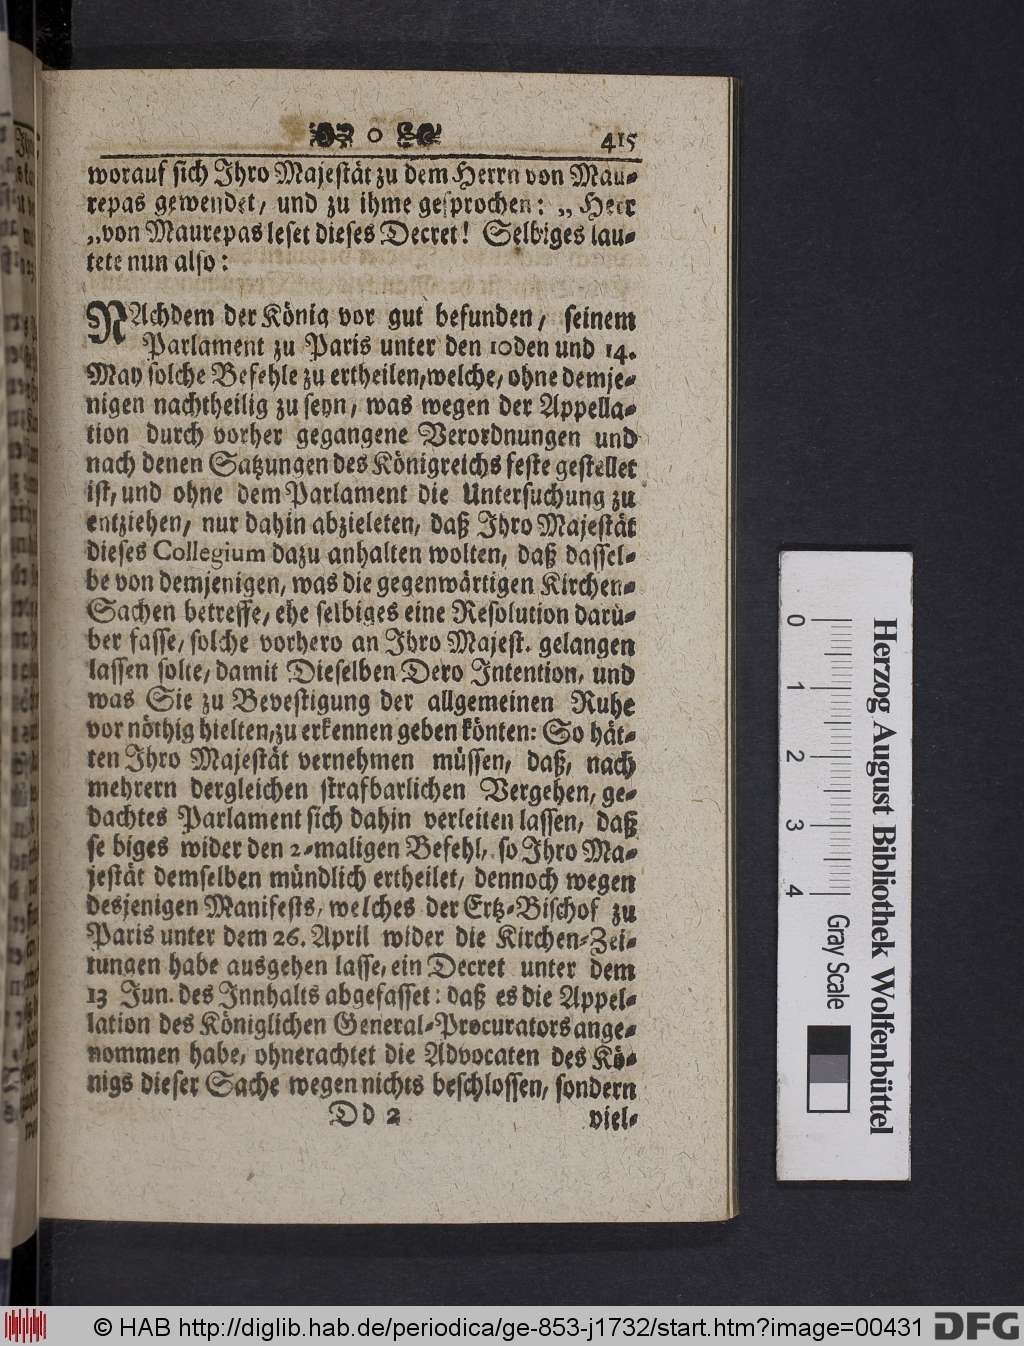 415
worauf sich Ihro Majestät zu dem Herrn von Mau-
repas gewendet, und zu ihme gesprochen: „ Herr
„von Maurepas leset dieses Decret! Selbiges lau-
tete nun also:
NAchdem der König vor gut befunden, seinem
Parlament zu Paris unter den 10den und 14.
May solche Befehle zu ertheilen, welche, ohne demje-
nigen nachtheilig zu seyn, was wegen der Appella-
tion durch vorher gegangene Verordnungen und
nach denen Satzungen des Königreichs feste gestellet
ist, und ohne dem Parlament die Untersuchung zu
entziehen, nur dahin abzieleten, daß Ihro Majestät
dieses Collegium dazu anhalten wolten, daß dassel-
be von demjenigen, was die gegenwärtigen Kirchen-
Sachen betreffe, ehe selbiges eine Resolution darü-
ber fasse, solche vorhero an Ihro Majest. gelangen
lassen solte, damit Dieselben Dero Intention, und
was Sie zu Bevestigung der allgemeinen Ruhe
vor nöthig hielten, zu erkennen geben könten: So hät-
ten Ihro Majestät vernehmen müssen, daß, nach
mehrern dergleichen strafbarlichen Vergehen, ge-
dachtes Parlament sich dahin verleiten lassen, daß
se biges wider den 2-maligen Befehl, so Ihro Ma-
jestät demselben mündlich ertheilet, dennoch wegen
desjenigen Manifests, welches der Ertz-Bischof zu
Paris unter dem 26. April wider die Kirchen-Zei-
tungen habe ausgehen lasse, ein Decret unter dem
13 Jun. des Innhalts abgefasset: daß es die Appel-
lation des Königlichen General-Procurators ange-
nommen habe, ohnerachtet die Advocaten des Kö-
nigs dieser Sache wegen nichts beschlossen, sondern
Dd 2
viel-
0 1 2 3 4
Gray Scale
Herzog August Bibliothek Wolfenbüttel
© HAB http://diglib.hab.de/periodica/ge-853-j1732/start.htm?image=00431
DFG